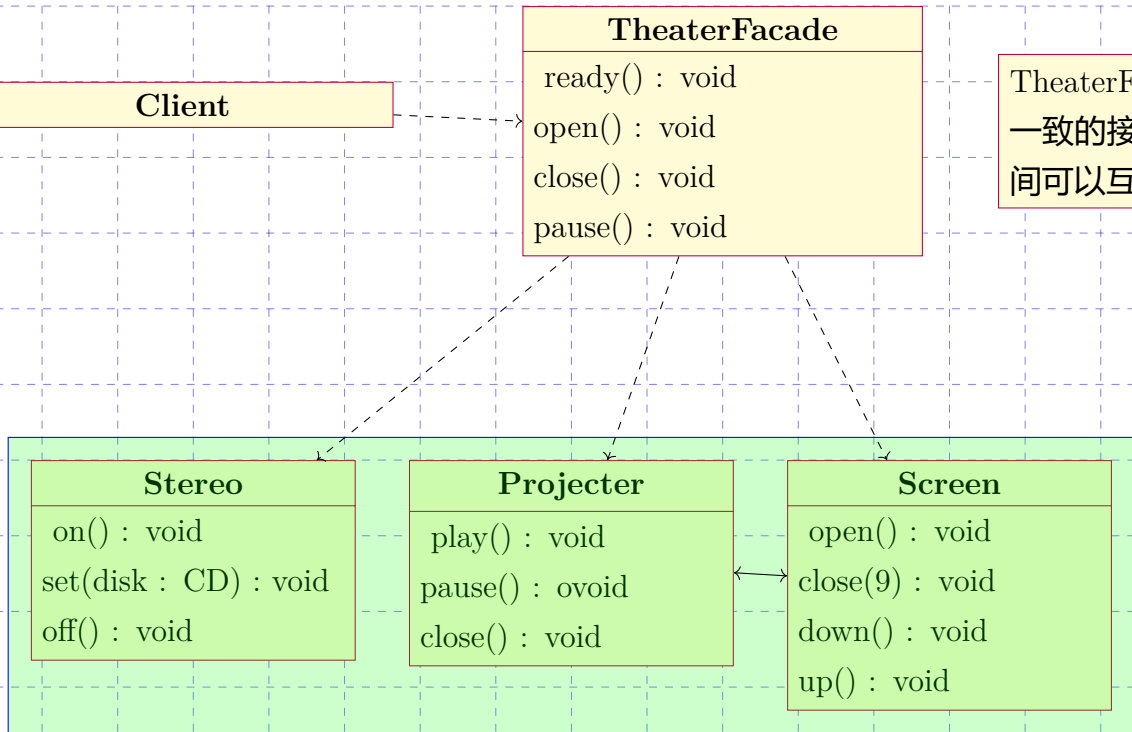 TheaterFacade
ready() : void
open() : void
close() : void
pause() : void
Client
一致的接
间可以互
Stereo
on() : void
set(disk : CD) : void
off() : void
Projecter
play() : void
pause() : ovoid
close() : void
Screen
open() : void
close(9) : void
down() : void
up() : void